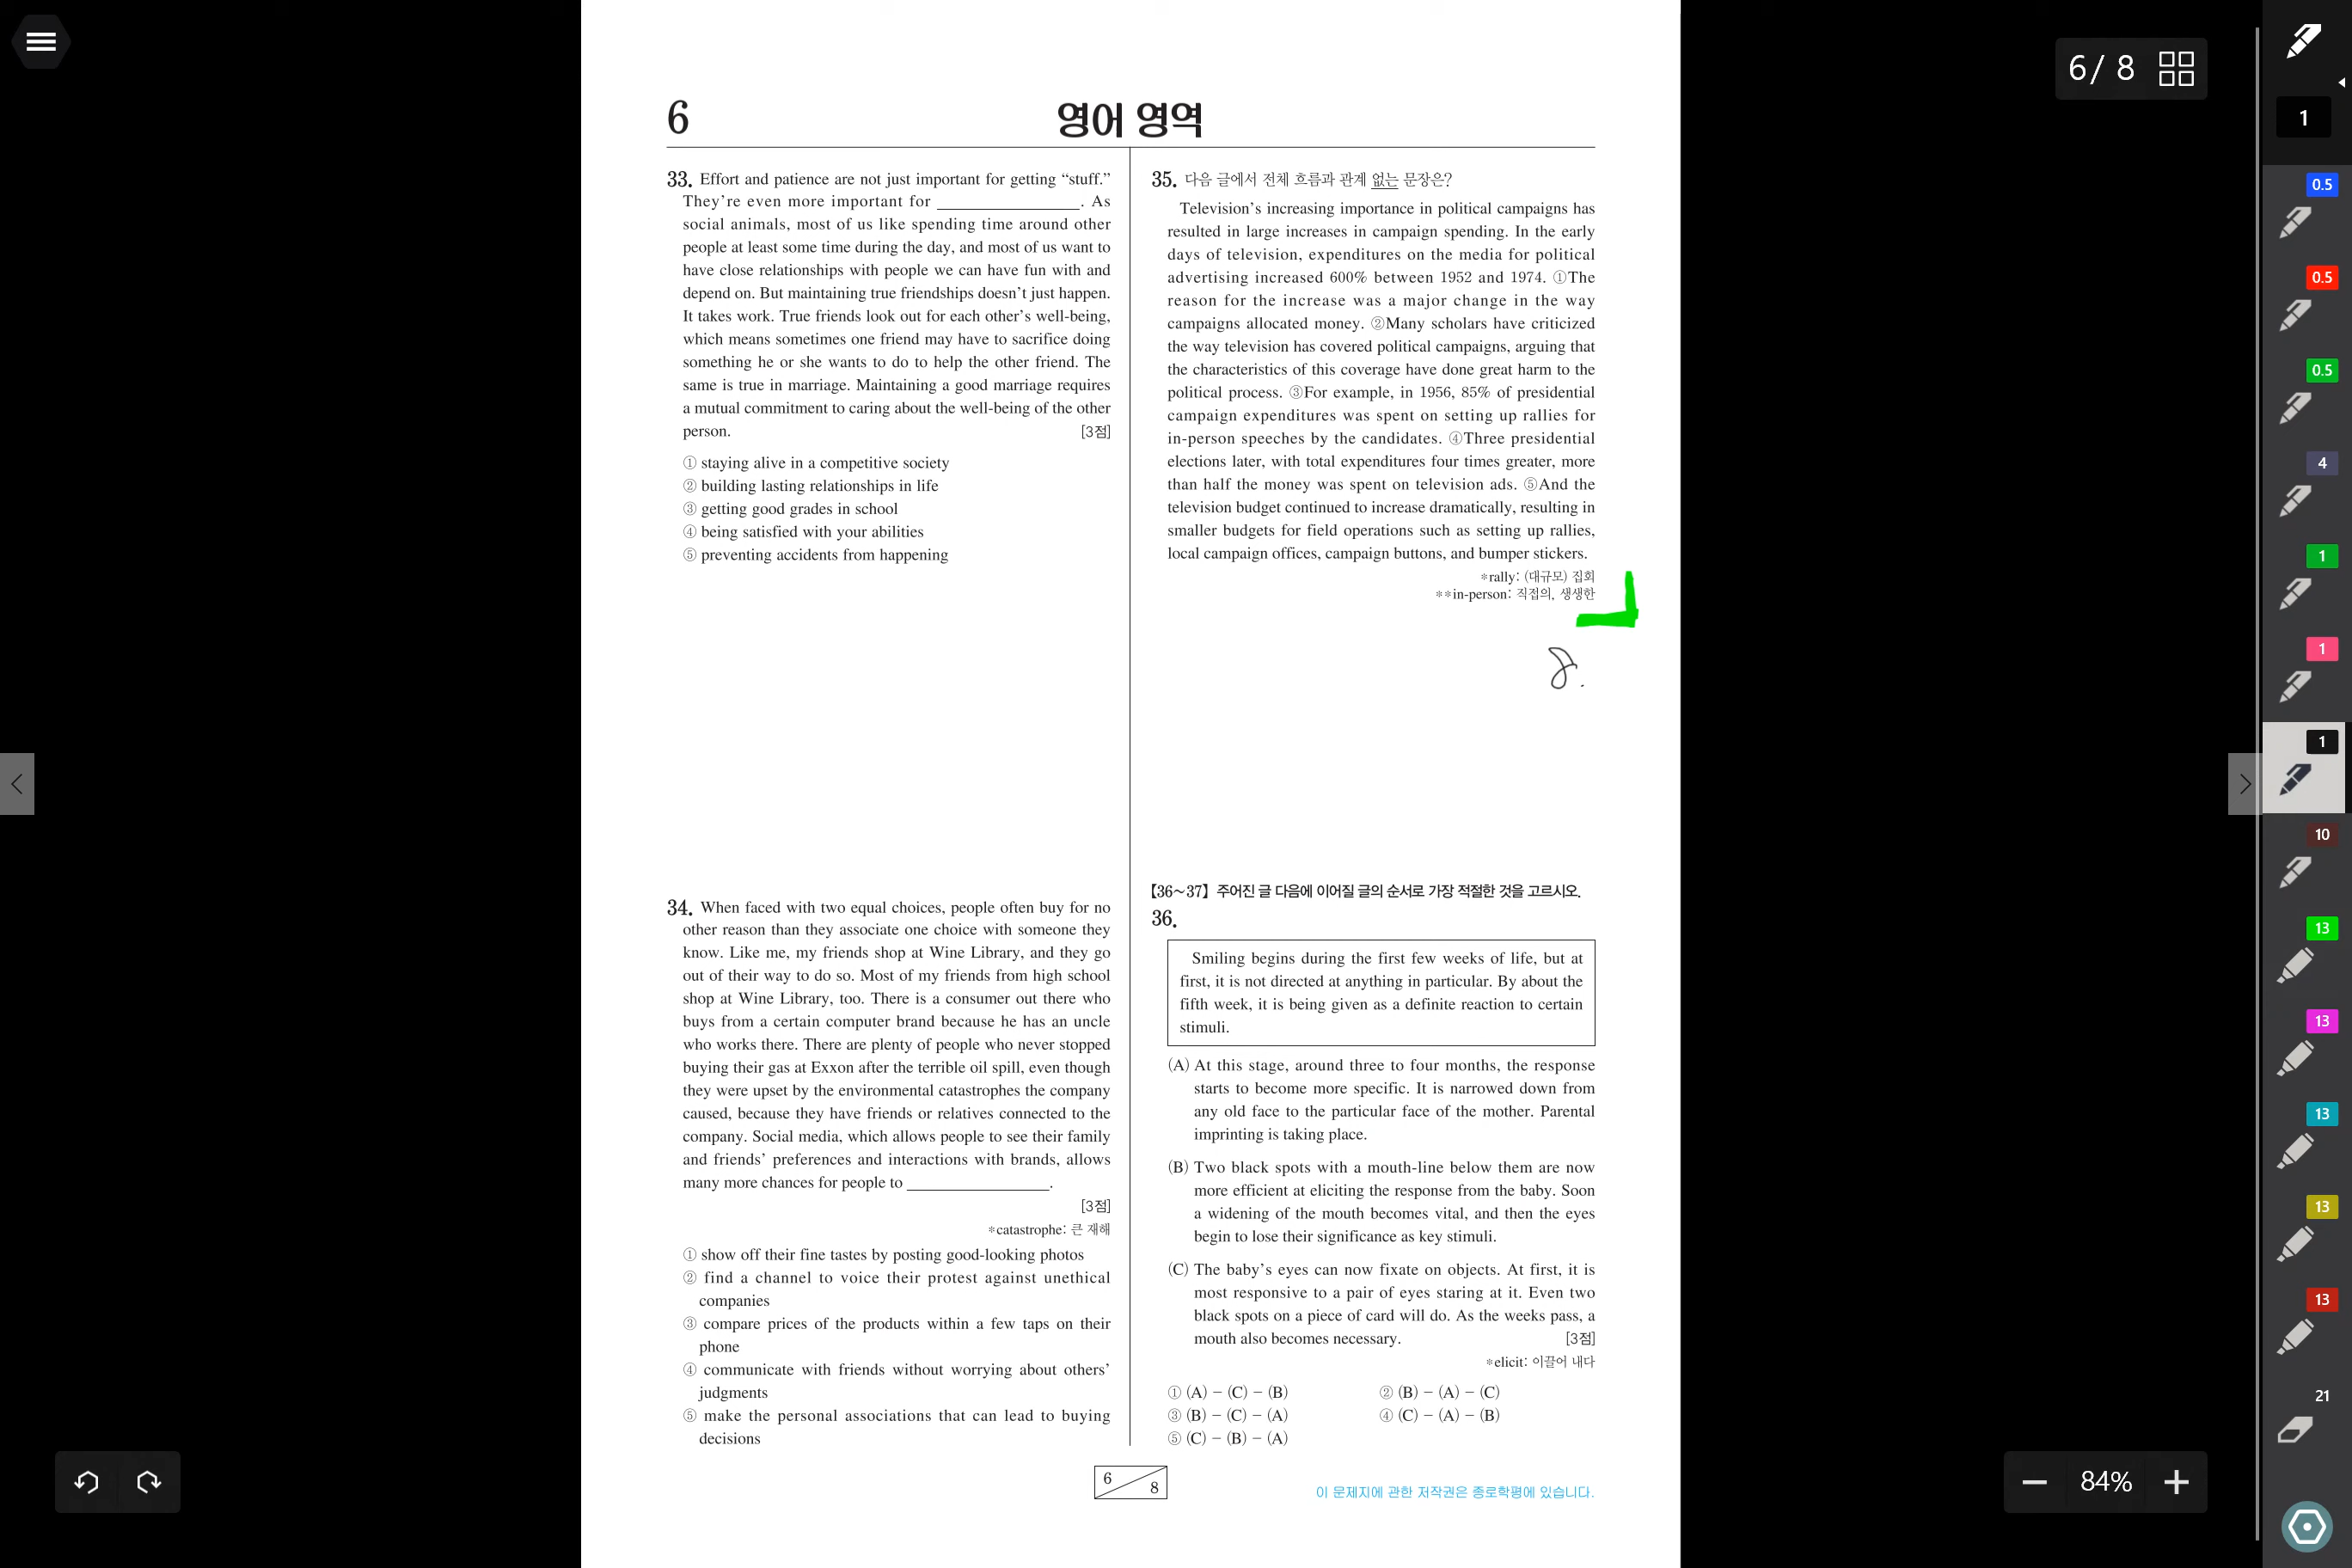 6/ 8
1
6
영어 영역
33. Effort and patience are not just important for getting “stuff.”
They’re even more important for ________________. As
social animals, most of us like spending time around other
people at least some time during the day, and most of us want to
have close relationships with people we can have fun with and
depend on. But maintaining true friendships doesn’t just happen.
It takes work. True friends look out for each other’s well-being,
which means sometimes one friend may have to sacrifice doing
something he or she wants to do to help the other friend. The
same is true in marriage. Maintaining a good marriage requires
a mutual commitment to caring about the well-being of the other
person. [3점]
① staying alive in a competitive society
② building lasting relationships in life
③ getting good grades in school
④ being satisfied with your abilities
⑤ preventing accidents from happening
34. When faced with two equal choices, people often buy for no
other reason than they associate one choice with someone they
know. Like me, my friends shop at Wine Library, and they go
out of their way to do so. Most of my friends from high school
shop at Wine Library, too. There is a consumer out there who
buys from a certain computer brand because he has an uncle
who works there. There are plenty of people who never stopped
buying their gas at Exxon after the terrible oil spill, even though
they were upset by the environmental catastrophes the company
caused, because they have friends or relatives connected to the
company. Social media, which allows people to see their family
and friends’ preferences and interactions with brands, allows
many more chances for people to ________________.
[3점]
*catastrophe: 큰 재해
① show off their fine tastes by posting good-looking photos
② find a channel to voice their protest against unethical
companies
③ compare prices of the products within a few taps on their
phone
④ communicate with friends without worrying about others’
judgments
⑤ make the personal associations that can lead to buying
decisions
35. 다음 글에서 전체 흐름과 관계 없는 문장은?
Television’s increasing importance in political campaigns has
resulted in large increases in campaign spending. In the early
days of television, expenditures on the media for political
advertising increased 600% between 1952 and 1974. ①The
reason for the increase was a major change in the way
campaigns allocated money. ②Many scholars have criticized
the way television has covered political campaigns, arguing that
the characteristics of this coverage have done great harm to the
political process. ③For example, in 1956, 85% of presidential
campaign expenditures was spent on setting up rallies for
in-person speeches by the candidates. ④Three presidential
elections later, with total expenditures four times greater, more
than half the money was spent on television ads. ⑤And the
television budget continued to increase dramatically, resulting in
smaller budgets for field operations such as setting up rallies,
local campaign offices, campaign buttons, and bumper stickers.
*rally: (대규모) 집회
**in-person: 직접의, 생생한
【36~37】 주어진 글 다음에 이어질 글의 순서로 가장 적절한 것을 고르시오.
36.
Smiling begins during the first few weeks of life, but at
first, it is not directed at anything in particular. By about the
fifth week, it is being given as a definite reaction to certain
stimuli.
(A) At this stage, around three to four months, the response
starts to become more specific. It is narrowed down from
any old face to the particular face of the mother. Parental
imprinting is taking place.
(B) Two black spots with a mouth-line below them are now
more efficient at eliciting the response from the baby. Soon
a widening of the mouth becomes vital, and then the eyes
begin to lose their significance as key stimuli.
(C) The baby’s eyes can now fixate on objects. At first, it is
most responsive to a pair of eyes staring at it. Even two
black spots on a piece of card will do. As the weeks pass, a
mouth also becomes necessary. [3점]
*elicit: 이끌어 내다
① (A) - (C) - (B) ② (B) - (A) - (C)
③ (B) - (C) - (A) ④ (C) - (A) - (B)
⑤ (C) - (B) - (A)
6
8
이 문제지에 관한 저작권은 종로학평에 있습니다.
0.5
0.5
0.5
4
1
1
1
10
13
13
13
13
13
21
84%